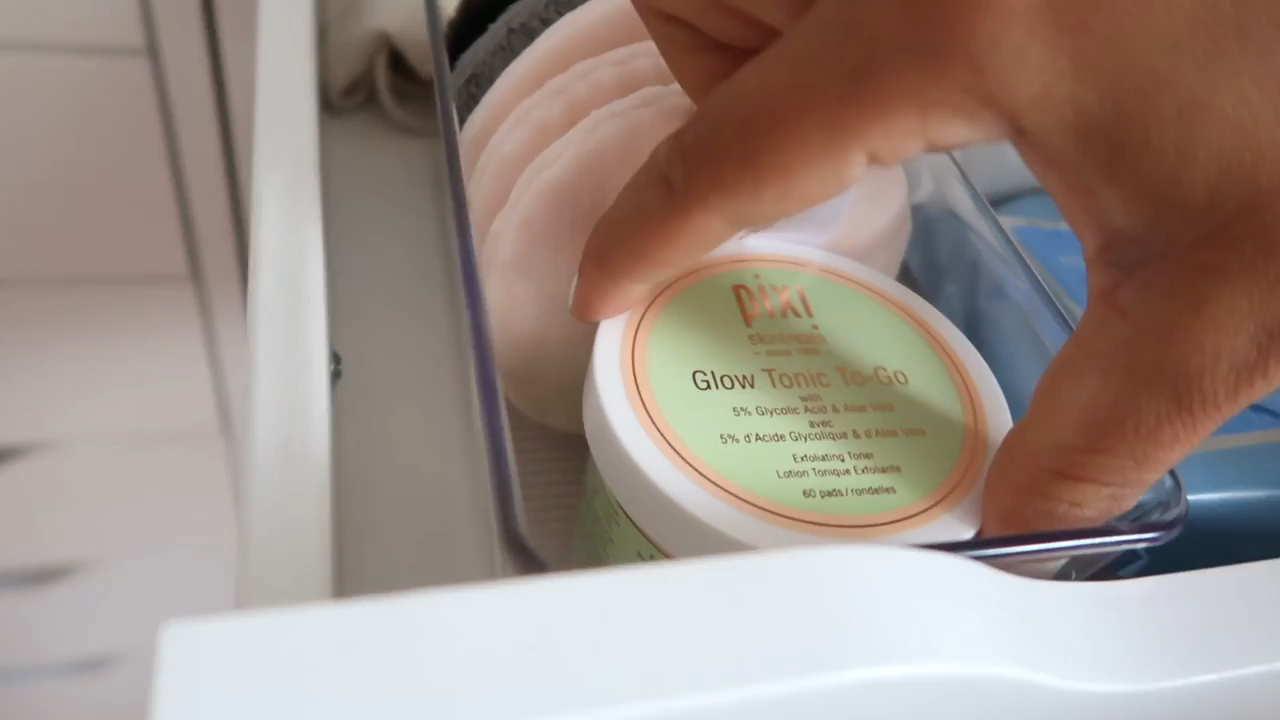 pixi
skintreats
Glow Tonic To-Go
with
5% Glycolic Acid & Aloe Vera
avec
5% d'Acide Glycolique & d'Aloe Vera
Exfoliating Toner
Lotion Tonique Exfoliante
60 pads / rondelles